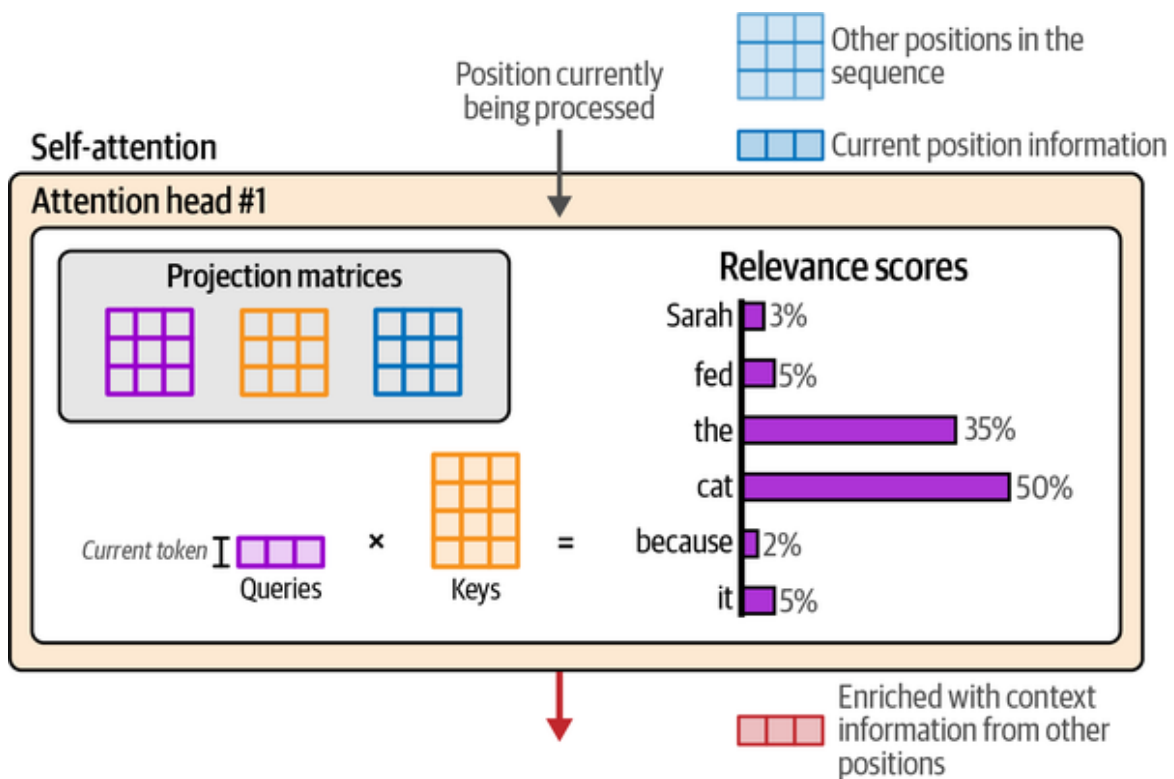 Position currently
being processed
Other positions in the
sequence
Current position information
Self-attention
Attention head #1
Projection matrices
Relevance scores
Sarah 3%
fed 5%
the 35%
cat 50%
because 2%
it 5%
Current token
×
=
Queries
Keys
Enriched with context
information from other
positions